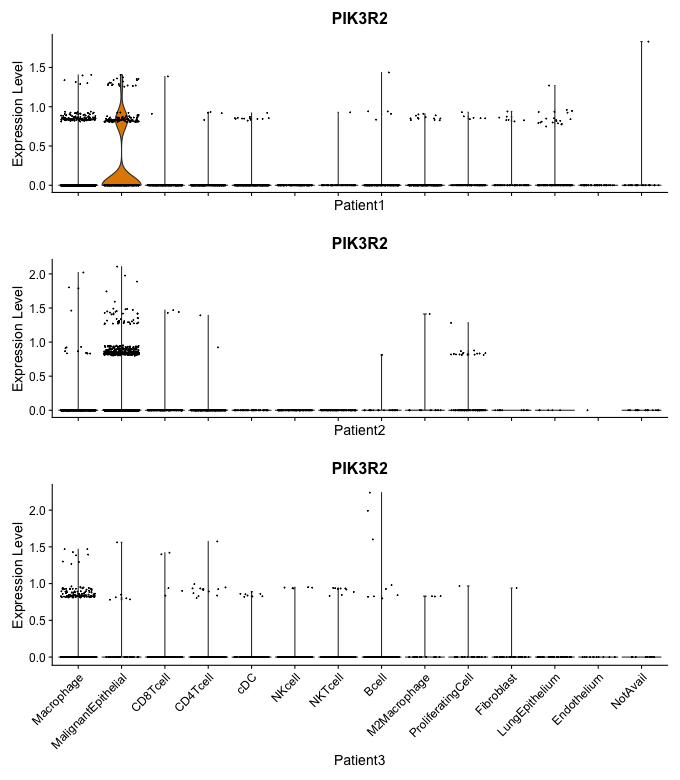 PIK3R2
Expression Level
1.5
1.0
0.5
0.0
Patient1
PIK3R2
Expression Level
2.0
1.5
1.0
0.5
0.0
Patient2
PIK3R2
Expression Level
2.0
1.5
1.0
0.5
0.0
Macrophage
MalignantEpithelial
CD8Tcell
CD4Tcell
cDC
NKcell
NKTcell
Bcell
M2Macrophage
ProliferatingCell
Fibroblast
LungEpithelium
Endothelium
NotAvail
Patient3